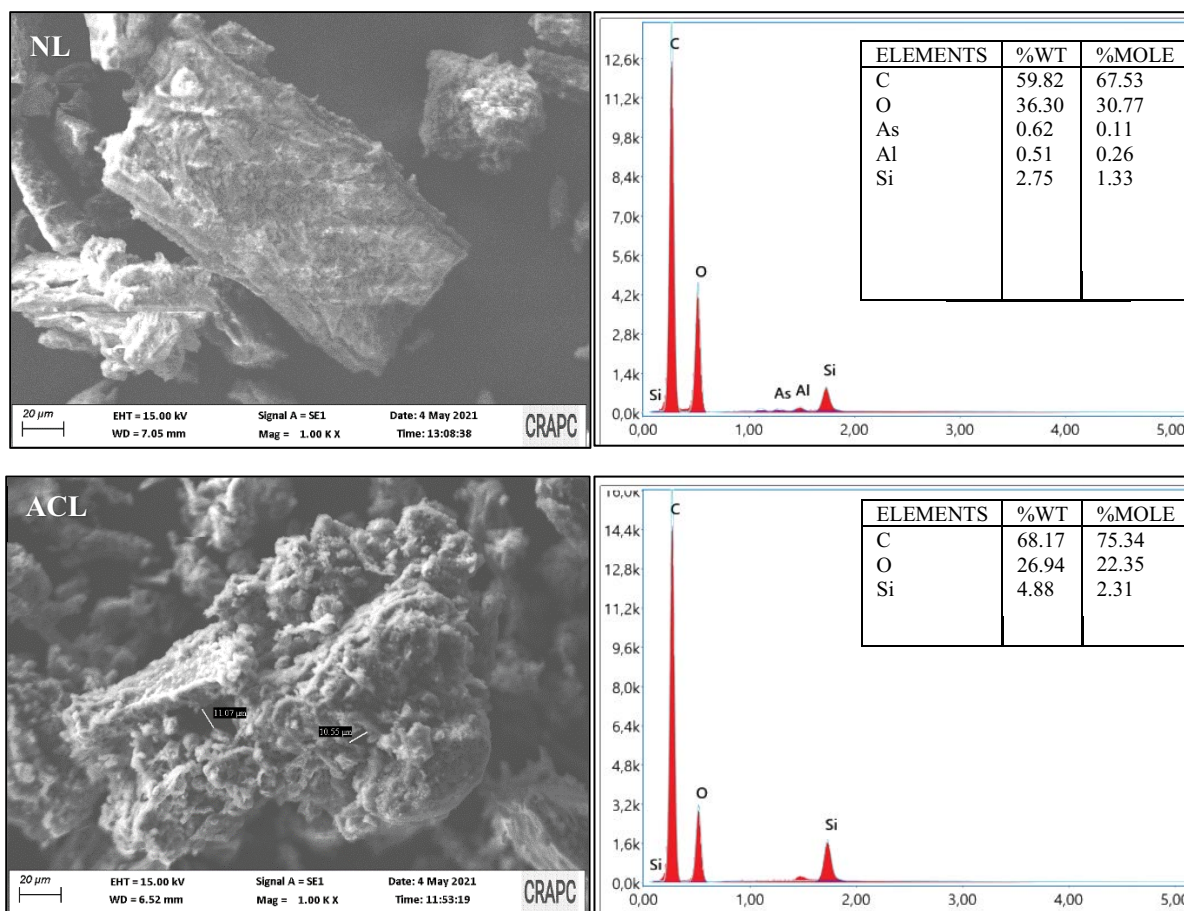 NL
20 µm
EHT = 15.00 kV
Signal A = SE1
Date: 4 May 2021
WD = 7.05 mm
Mag = 1.00 K X
Time: 13:08:38
CRAPC
ELEMENTS %WT %MOLE
C 59.82 67.53
O 36.30 30.77
As 0.62 0.11
Al 0.51 0.26
Si 2.75 1.33
C
12,6k
11,2k
9,8k
8,4k
7,0k
5,6k
O
4,2k
2,8k
1,4k
Si
As Al
Si
0,0k
0,00 1,00 2,00 3,00 4,00 5,0
ACL
11.07 µm
10.55 µm
20 µm
EHT = 15.00 kV
Signal A = SE1
Date: 4 May 2021
WD = 6.52 mm
Mag = 1.00 K X
Time: 11:53:19
CRAPC
ELEMENTS %WT %MOLE
C 68.17 75.34
O 26.94 22.35
Si 4.88 2.31
16,0k
C
14,4k
12,8k
11,2k
9,6k
8,0k
6,4k
4,8k
3,2k
O
1,6k
Si
Si
0,0k
0,00 1,00 2,00 3,00 4,00 5,0